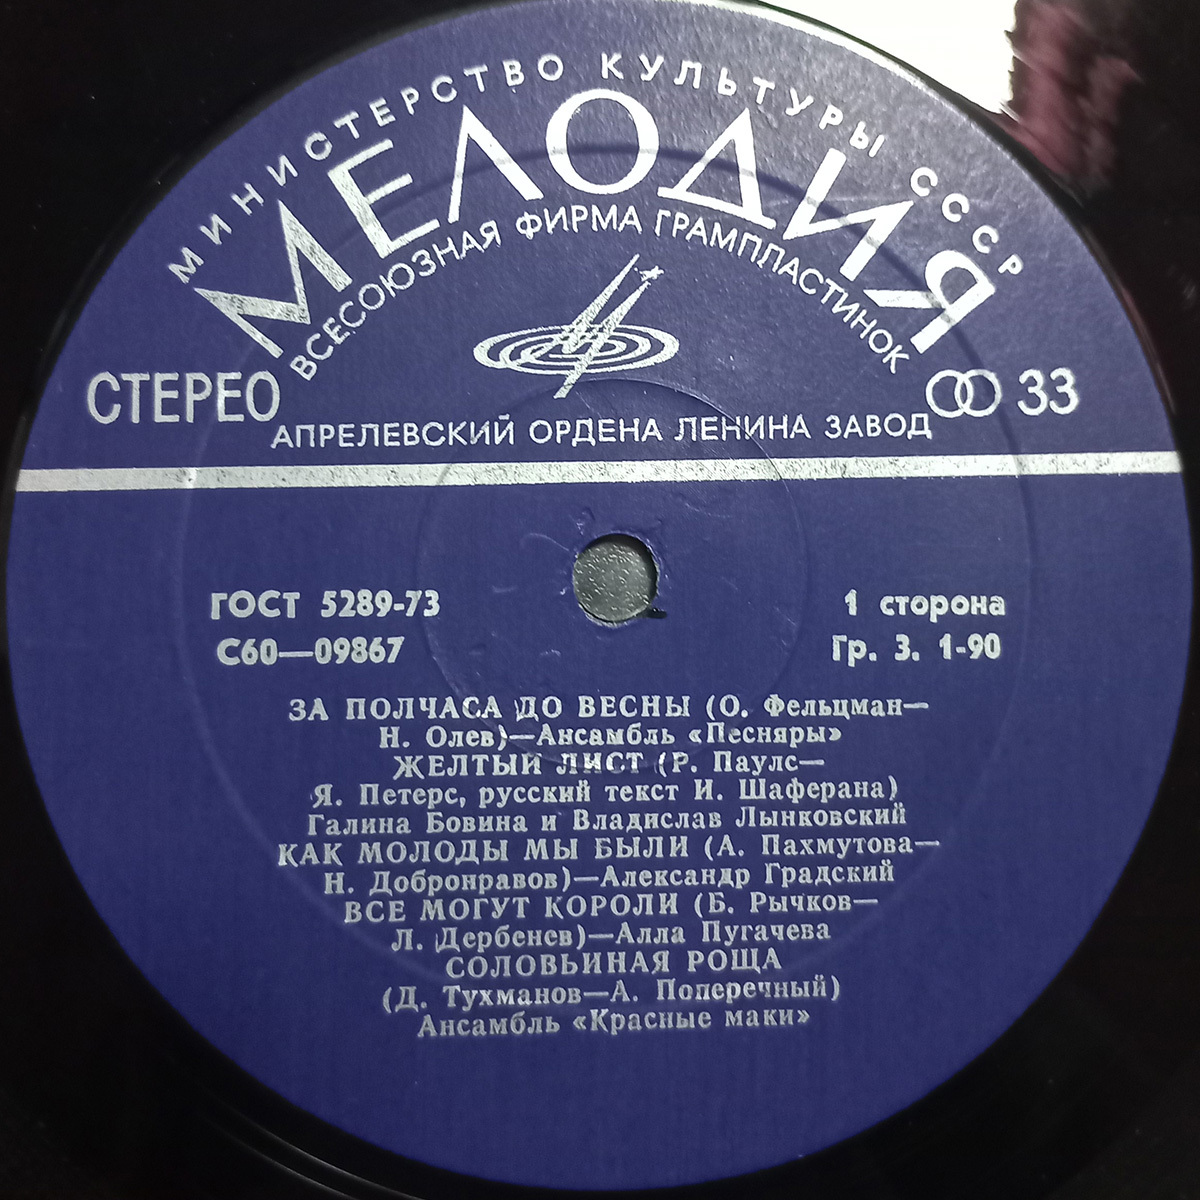 МИНИСТЕРСТВО КУЛЬТУРЫ СССР
МЕЛОДИЯ
ВСЕСОЮЗНАЯ ФИРМА ГРАМПЛАСТИНОК
СТЕРЕО
33
АПРЕЛЕВСКИЙ ОРДЕНА ЛЕНИНА ЗАВОД
ГОСТ 5289-73
1 сторона
С60—09867
Гр. 3. 1-90
ЗА ПОЛЧАСА ДО ВЕСНЫ (О. Фельцман—
Н. Олев)—Ансамбль «Песняры»
ЖЕЛТЫЙ ЛИСТ (Р. Паулс—
Я. Петерс, русский текст И. Шаферана)
Галина Бовина и Владислав Лынковский
КАК МОЛОДЫ МЫ БЫЛИ (А. Пахмутова—
Н. Добронравов)—Александр Градский
ВСЕ МОГУТ КОРОЛИ (Б. Рычков—
Л. Дербенев)—Алла Пугачева
СОЛОВЬИНАЯ РОЩА
(Д. Тухманов—А. Поперечный)
Ансамбль «Красные маки»